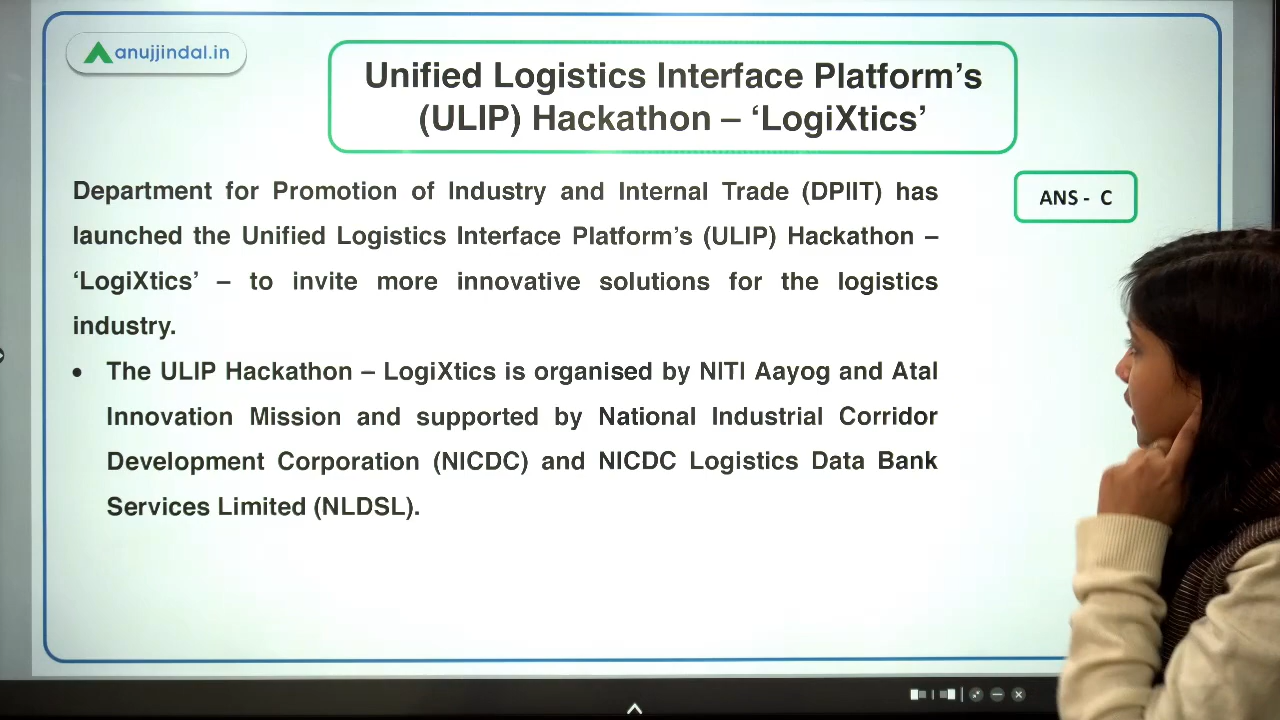 anujjindal.in
Unified Logistics Interface Platform’s
(ULIP) Hackathon – ‘LogiXtics’
Department for Promotion of Industry and Internal Trade (DPIIT) has
launched the Unified Logistics Interface Platform’s (ULIP) Hackathon –
‘LogiXtics’ – to invite more innovative solutions for the logistics
industry.
ANS - C
• The ULIP Hackathon – LogiXtics is organised by NITI Aayog and Atal
Innovation Mission and supported by National Industrial Corridor
Development Corporation (NICDC) and NICDC Logistics Data Bank
Services Limited (NLDSL).